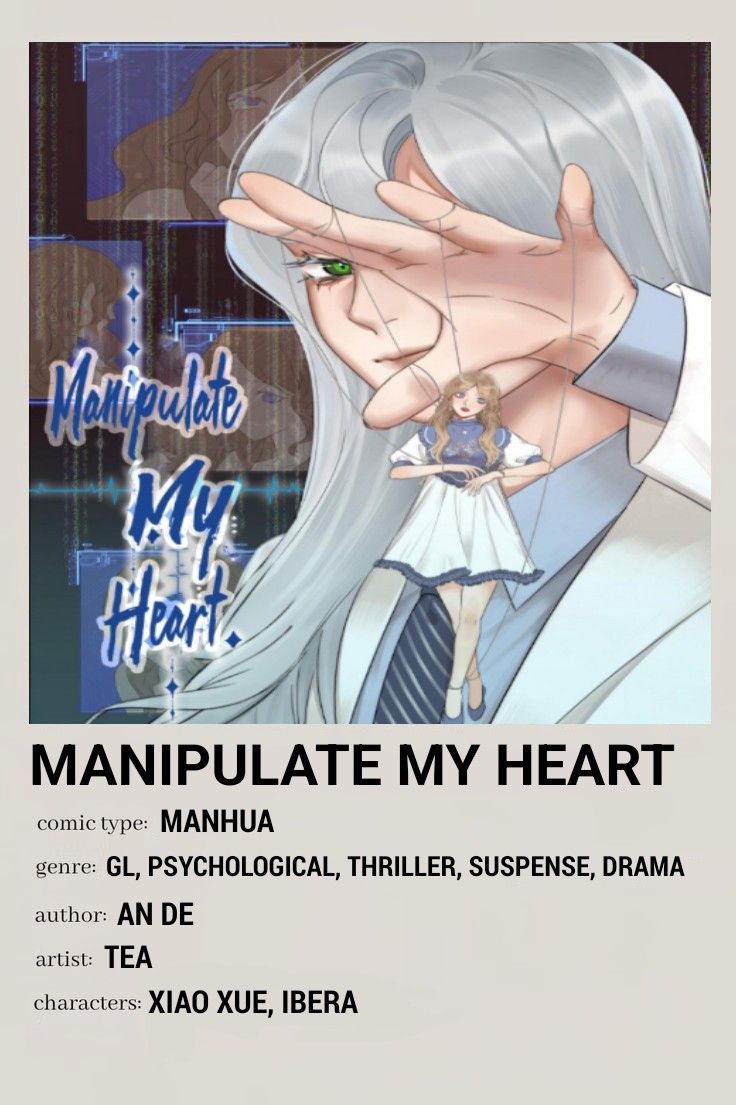 Manipulate
My
Heart
MANIPULATE MY HEART
comic type: MANHUA
genre: GL, PSYCHOLOGICAL, THRILLER, SUSPENSE, DRAMA
author: AN DE
artist: TEA
characters: XIAO XUE, IBERA